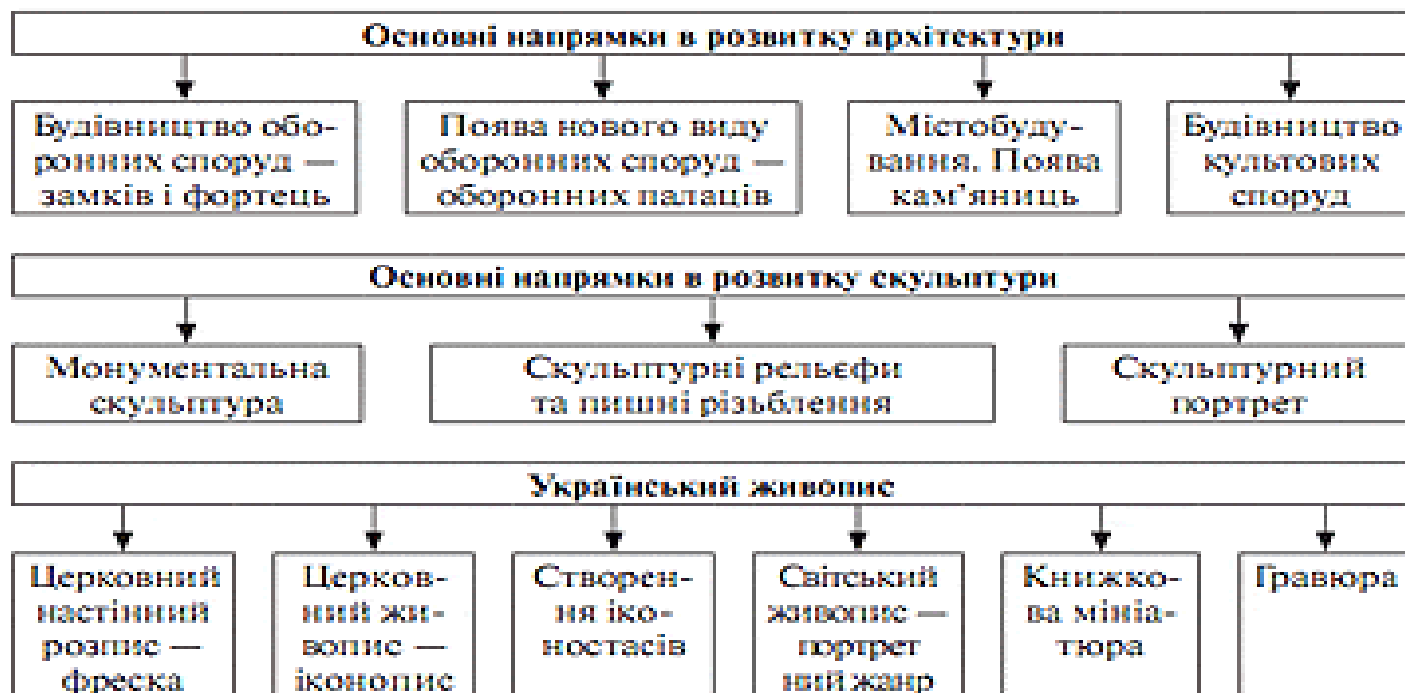 Основні напрямки в розвитку архітектури
Будівництво обо-
ронних споруд —
замків і фортець
Поява нового виду
оборонних споруд —
оборонних палаців
Містобуду-
вання. Поява
кам’яниць
Будівництво
культових
споруд
Основні напрямки в розвитку скульптури
Монументальна
скульптура
Скульптурні рельєфи
та пишні різьблення
Скульптурний
портрет
Український живопис
Церковний
настінний
розпис —
фреска
Церков-
ний жи-
вопис —
іконопис
Створен-
ня іко-
ностасів
Світський
живопис —
портрет
ний жанр
Книжко-
ва мініа-
тюра
Гравюра